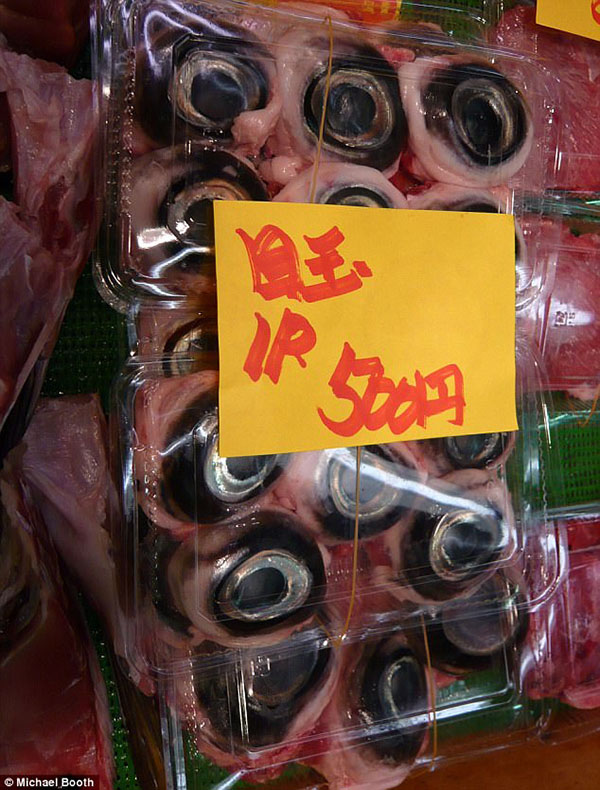 目玉
1P
500円
© Michael Booth